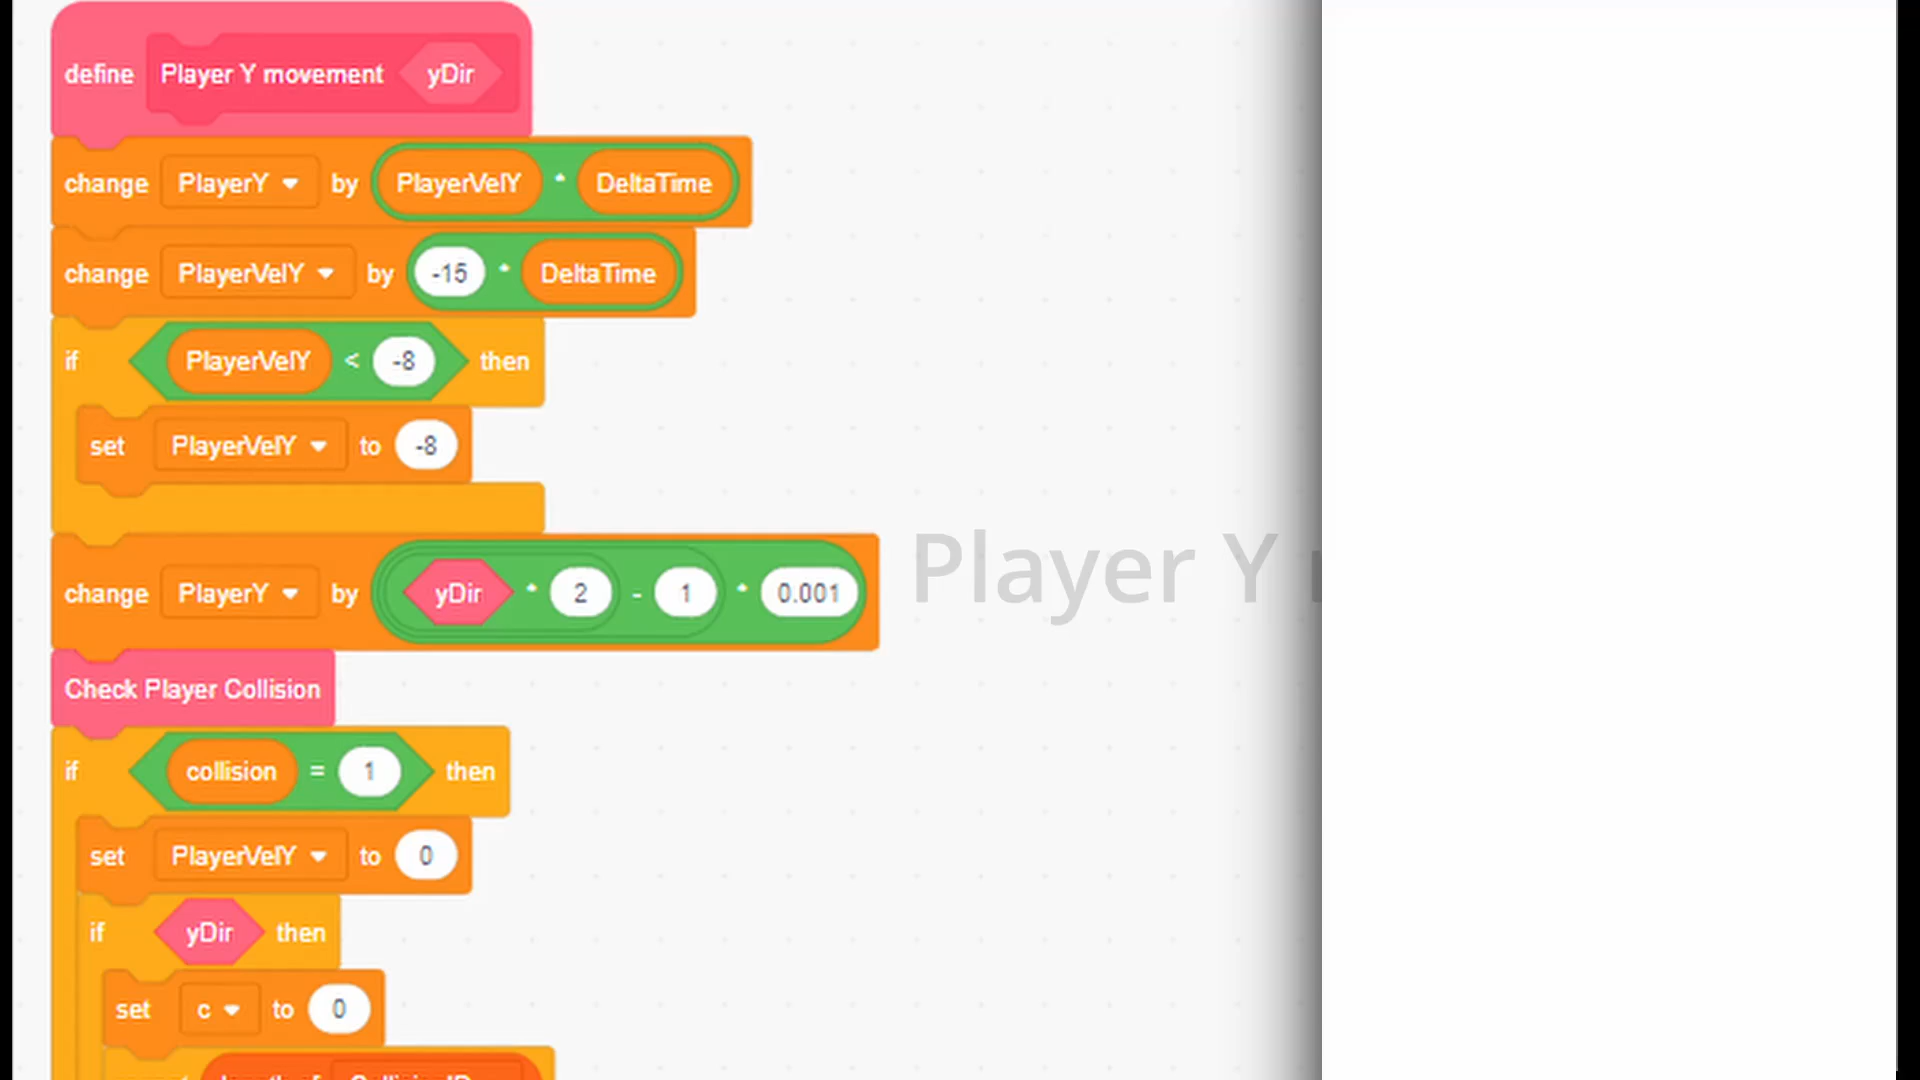 define Player Y movement yDir
change PlayerY by PlayerVelY * DeltaTime
change PlayerVelY by -15 * DeltaTime
if PlayerVelY < -8 then
set PlayerVelY to -8
change PlayerY by yDir * 2 - 1 * 0.001
Player Y
Check Player Collision
if collision = 1 then
set PlayerVelY to 0
if yDir then
set c to 0